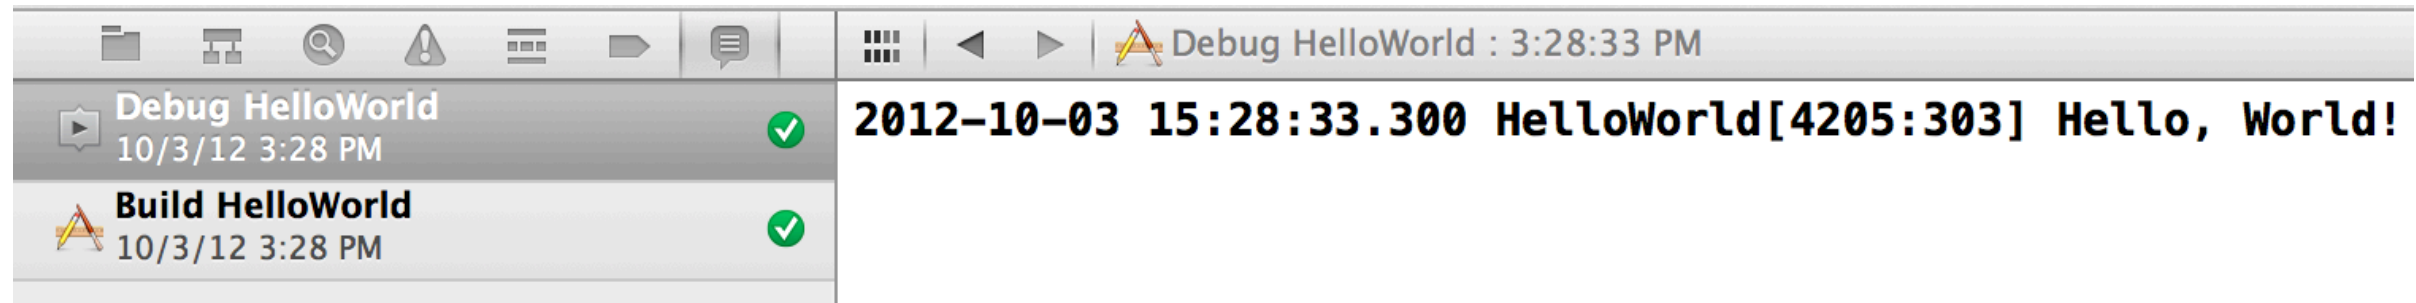 Debug HelloWorld : 3:28:33 PM
Debug HelloWorld
10/3/12 3:28 PM
Build HelloWorld
10/3/12 3:28 PM
2012-10-03 15:28:33.300 HelloWorld[4205:303] Hello, World!